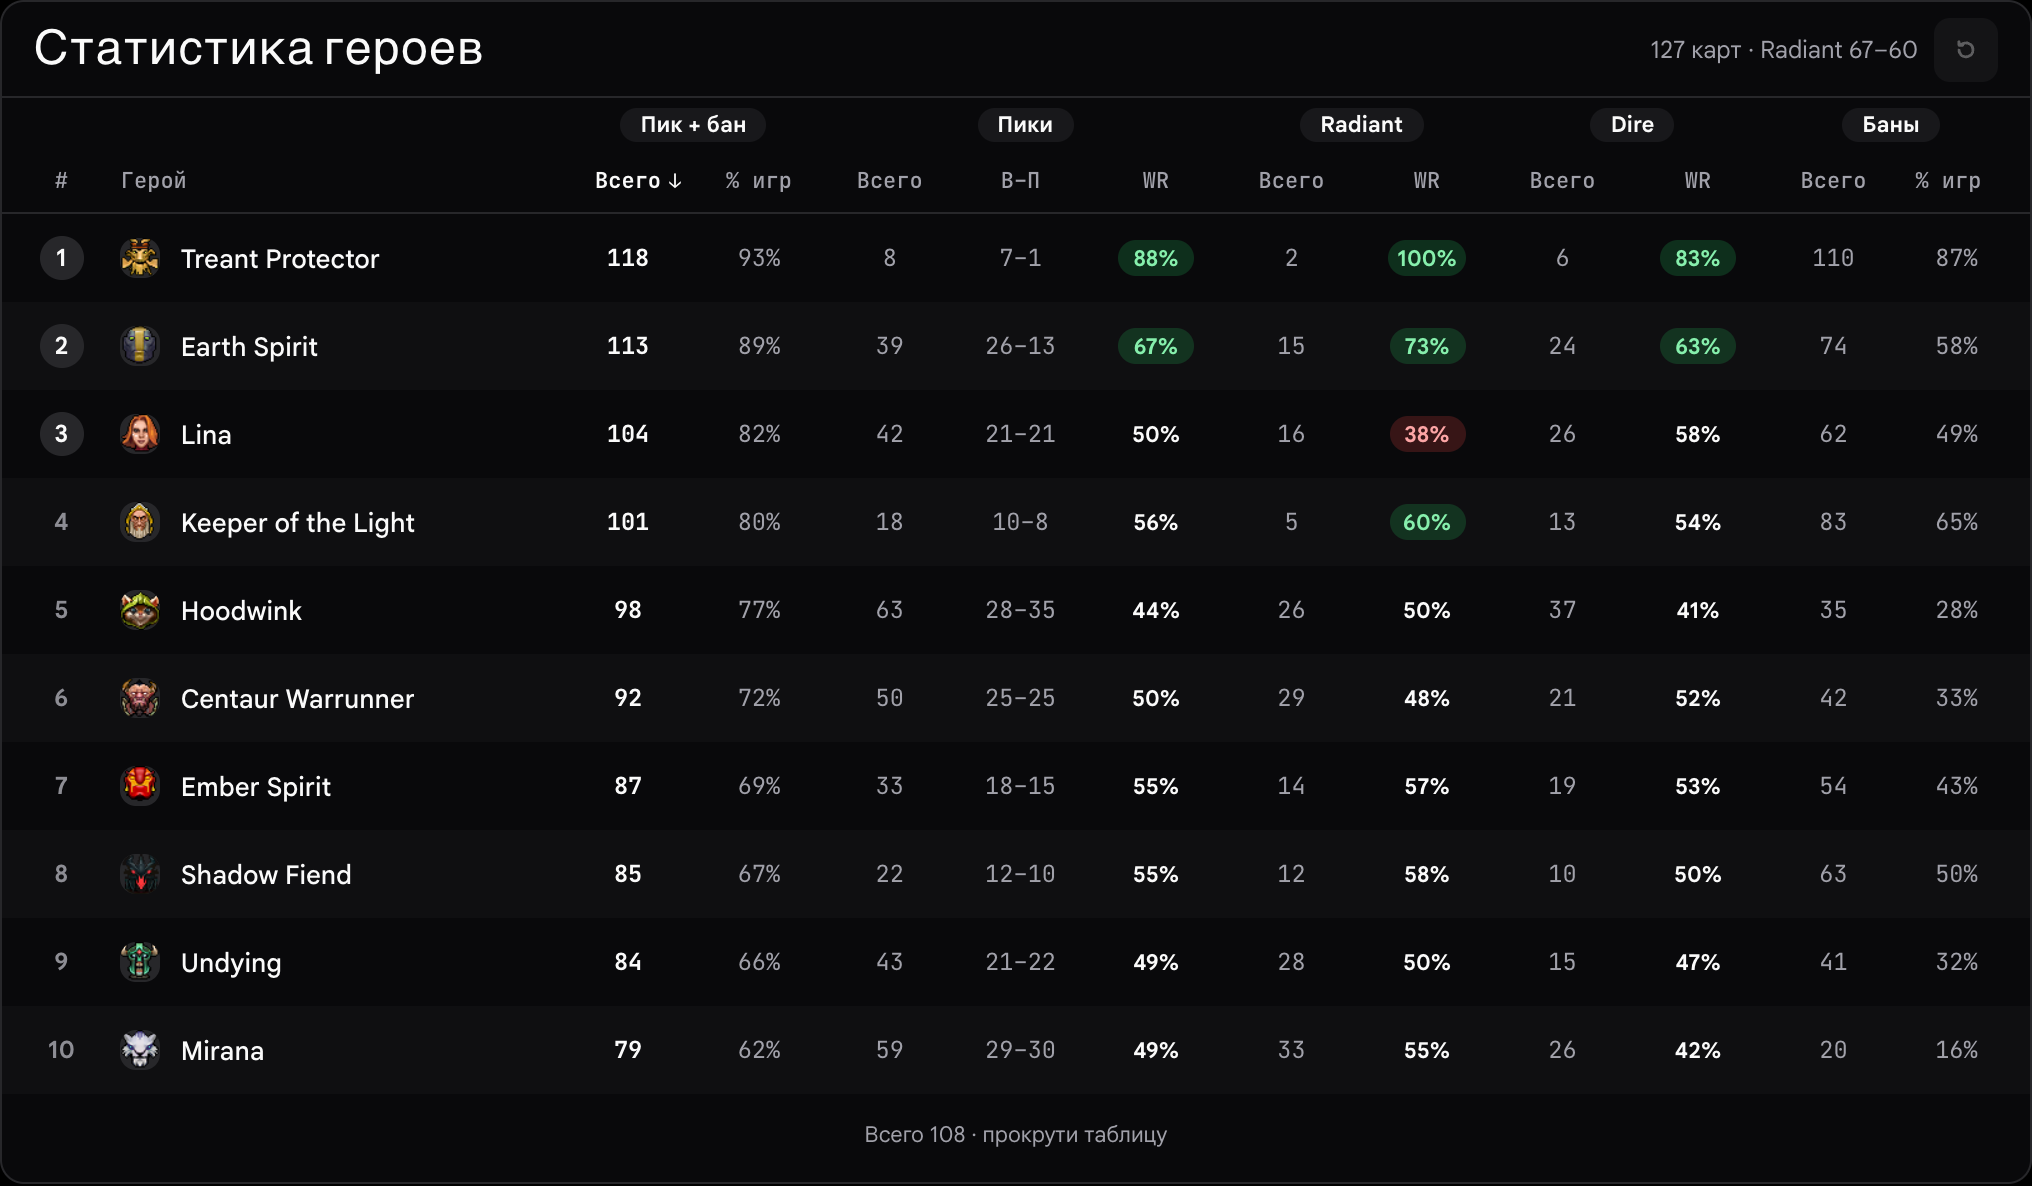 Статистика героев
127 карт · Radiant 67–60
Пик + бан Пики Radiant Dire Баны
# Герой Всего ↓ % игр Всего В–П WR Всего WR Всего WR Всего % игр
1 Treant Protector 118 93% 8 7–1 88% 2 100% 6 83% 110 87%
2 Earth Spirit 113 89% 39 26–13 67% 15 73% 24 63% 74 58%
3 Lina 104 82% 42 21–21 50% 16 38% 26 58% 62 49%
4 Keeper of the Light 101 80% 18 10–8 56% 5 60% 13 54% 83 65%
5 Hoodwink 98 77% 63 28–35 44% 26 50% 37 41% 35 28%
6 Centaur Warrunner 92 72% 50 25–25 50% 29 48% 21 52% 42 33%
7 Ember Spirit 87 69% 33 18–15 55% 14 57% 19 53% 54 43%
8 Shadow Fiend 85 67% 22 12–10 55% 12 58% 10 50% 63 50%
9 Undying 84 66% 43 21–22 49% 28 50% 15 47% 41 32%
10 Mirana 79 62% 59 29–30 49% 33 55% 26 42% 20 16%
Всего 108 · прокрути таблицу